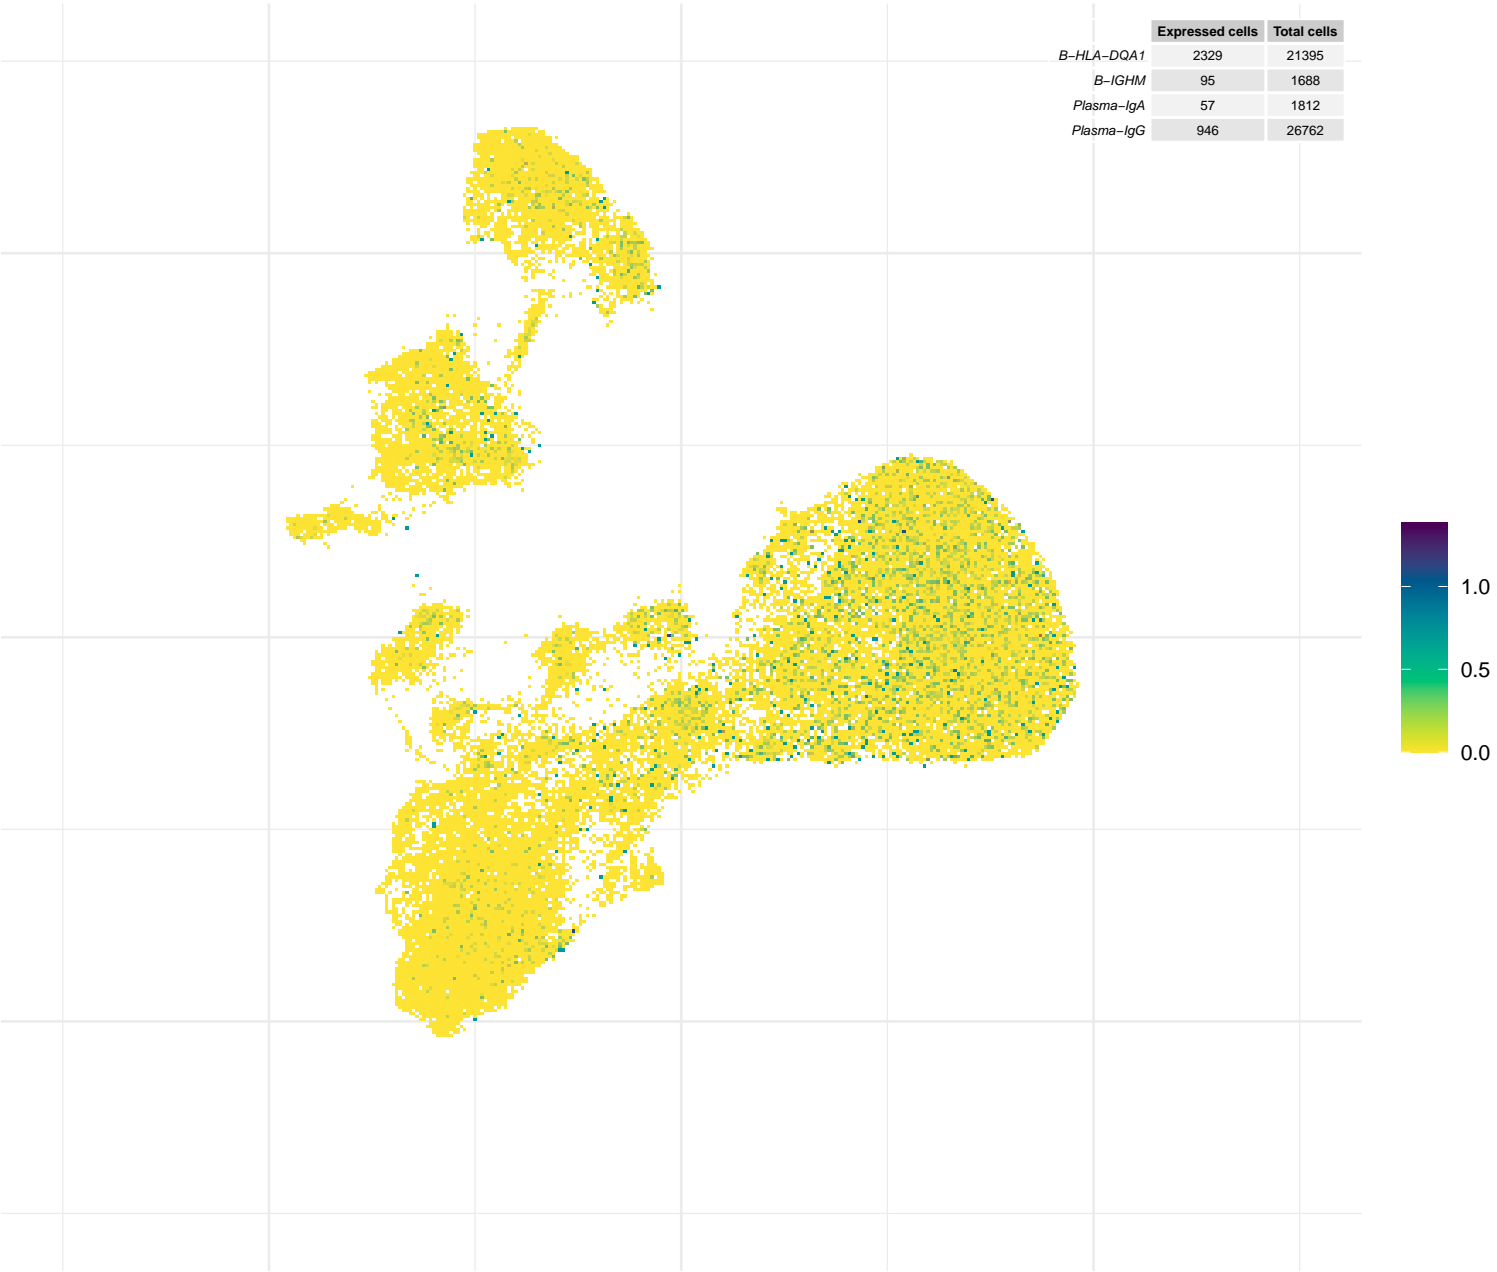 Expressed cells Total cells
B−HLA−DQA1 2329 21395
B−IGHM 95 1688
Plasma−IgA 57 1812
Plasma−IgG 946 26762
1.0
0.5
0.0